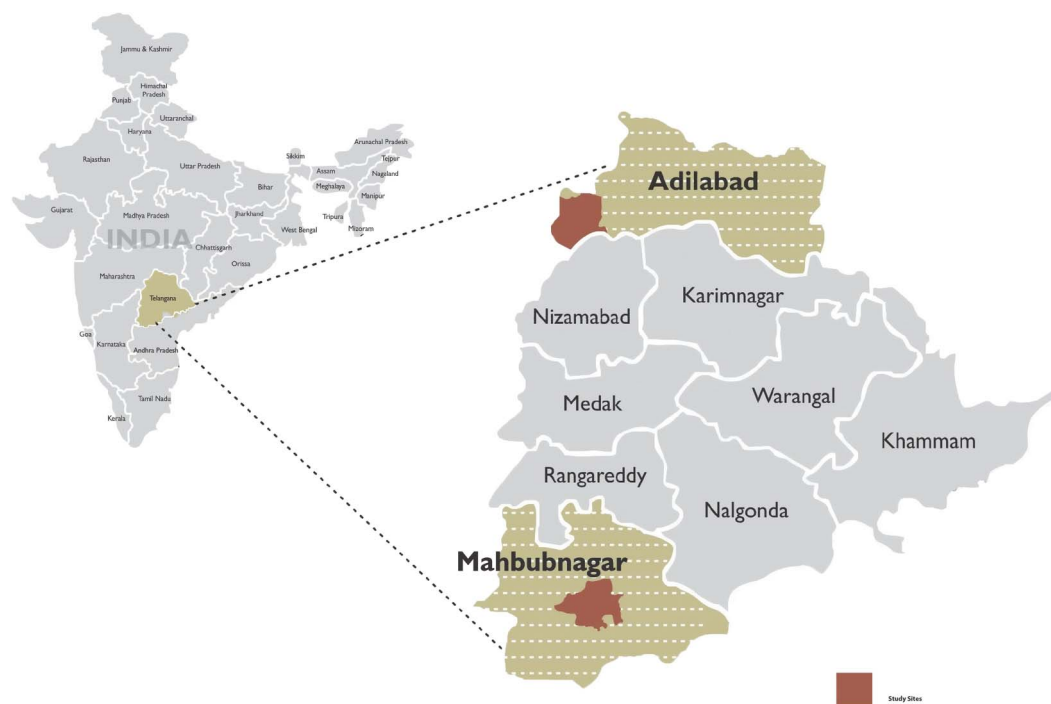 Jammu & Kashmir
Himachal
Pradesh
Punjab
Uttaranchal
Haryana
Rajasthan
Uttar Pradesh
Sikkim
Arunachal Pradesh
Tejpur
Assam
Nagaland
Meghalaya
Manipur
Bihar
Gujarat
Madhya Pradesh
Jharkhand
Tripura
Mizoram
West Bengal
INDIA
Chhattisgarh
Orissa
Maharashtra
Telangana
Goa
Karnataka
Andhra Pradesh
Tamil Nadu
Kerala
Adilabad
Karimnagar
Nizamabad
Medak
Warangal
Khammam
Rangareddy
Nalgonda
Mahbubnagar
Study Sites